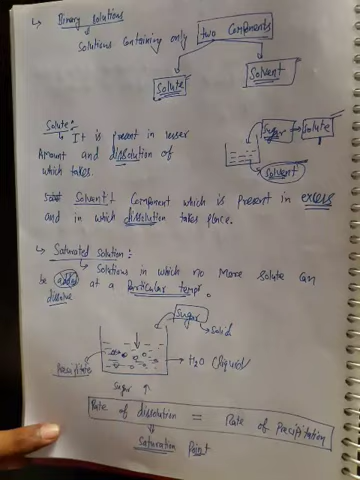 ↳ Binary solutions
↳ Solutions containing only two components
Solute Solvent
Solute:-
↳ It is present in lesser
Amount and dissolution of
which takes.
Sugar → Solute
Solvent
Solvent:- Component which is present in excess
and in which dissolution takes place.
↳ Saturated solution:-
↳ Solutions in which no more solute can
be added at a particular tempr.
dissolve
Sugar
→ Solid
Precipitate
→ H2O (liquid)
Sugar ↑
Rate of dissolution = Rate of Precipitation
Saturation Point